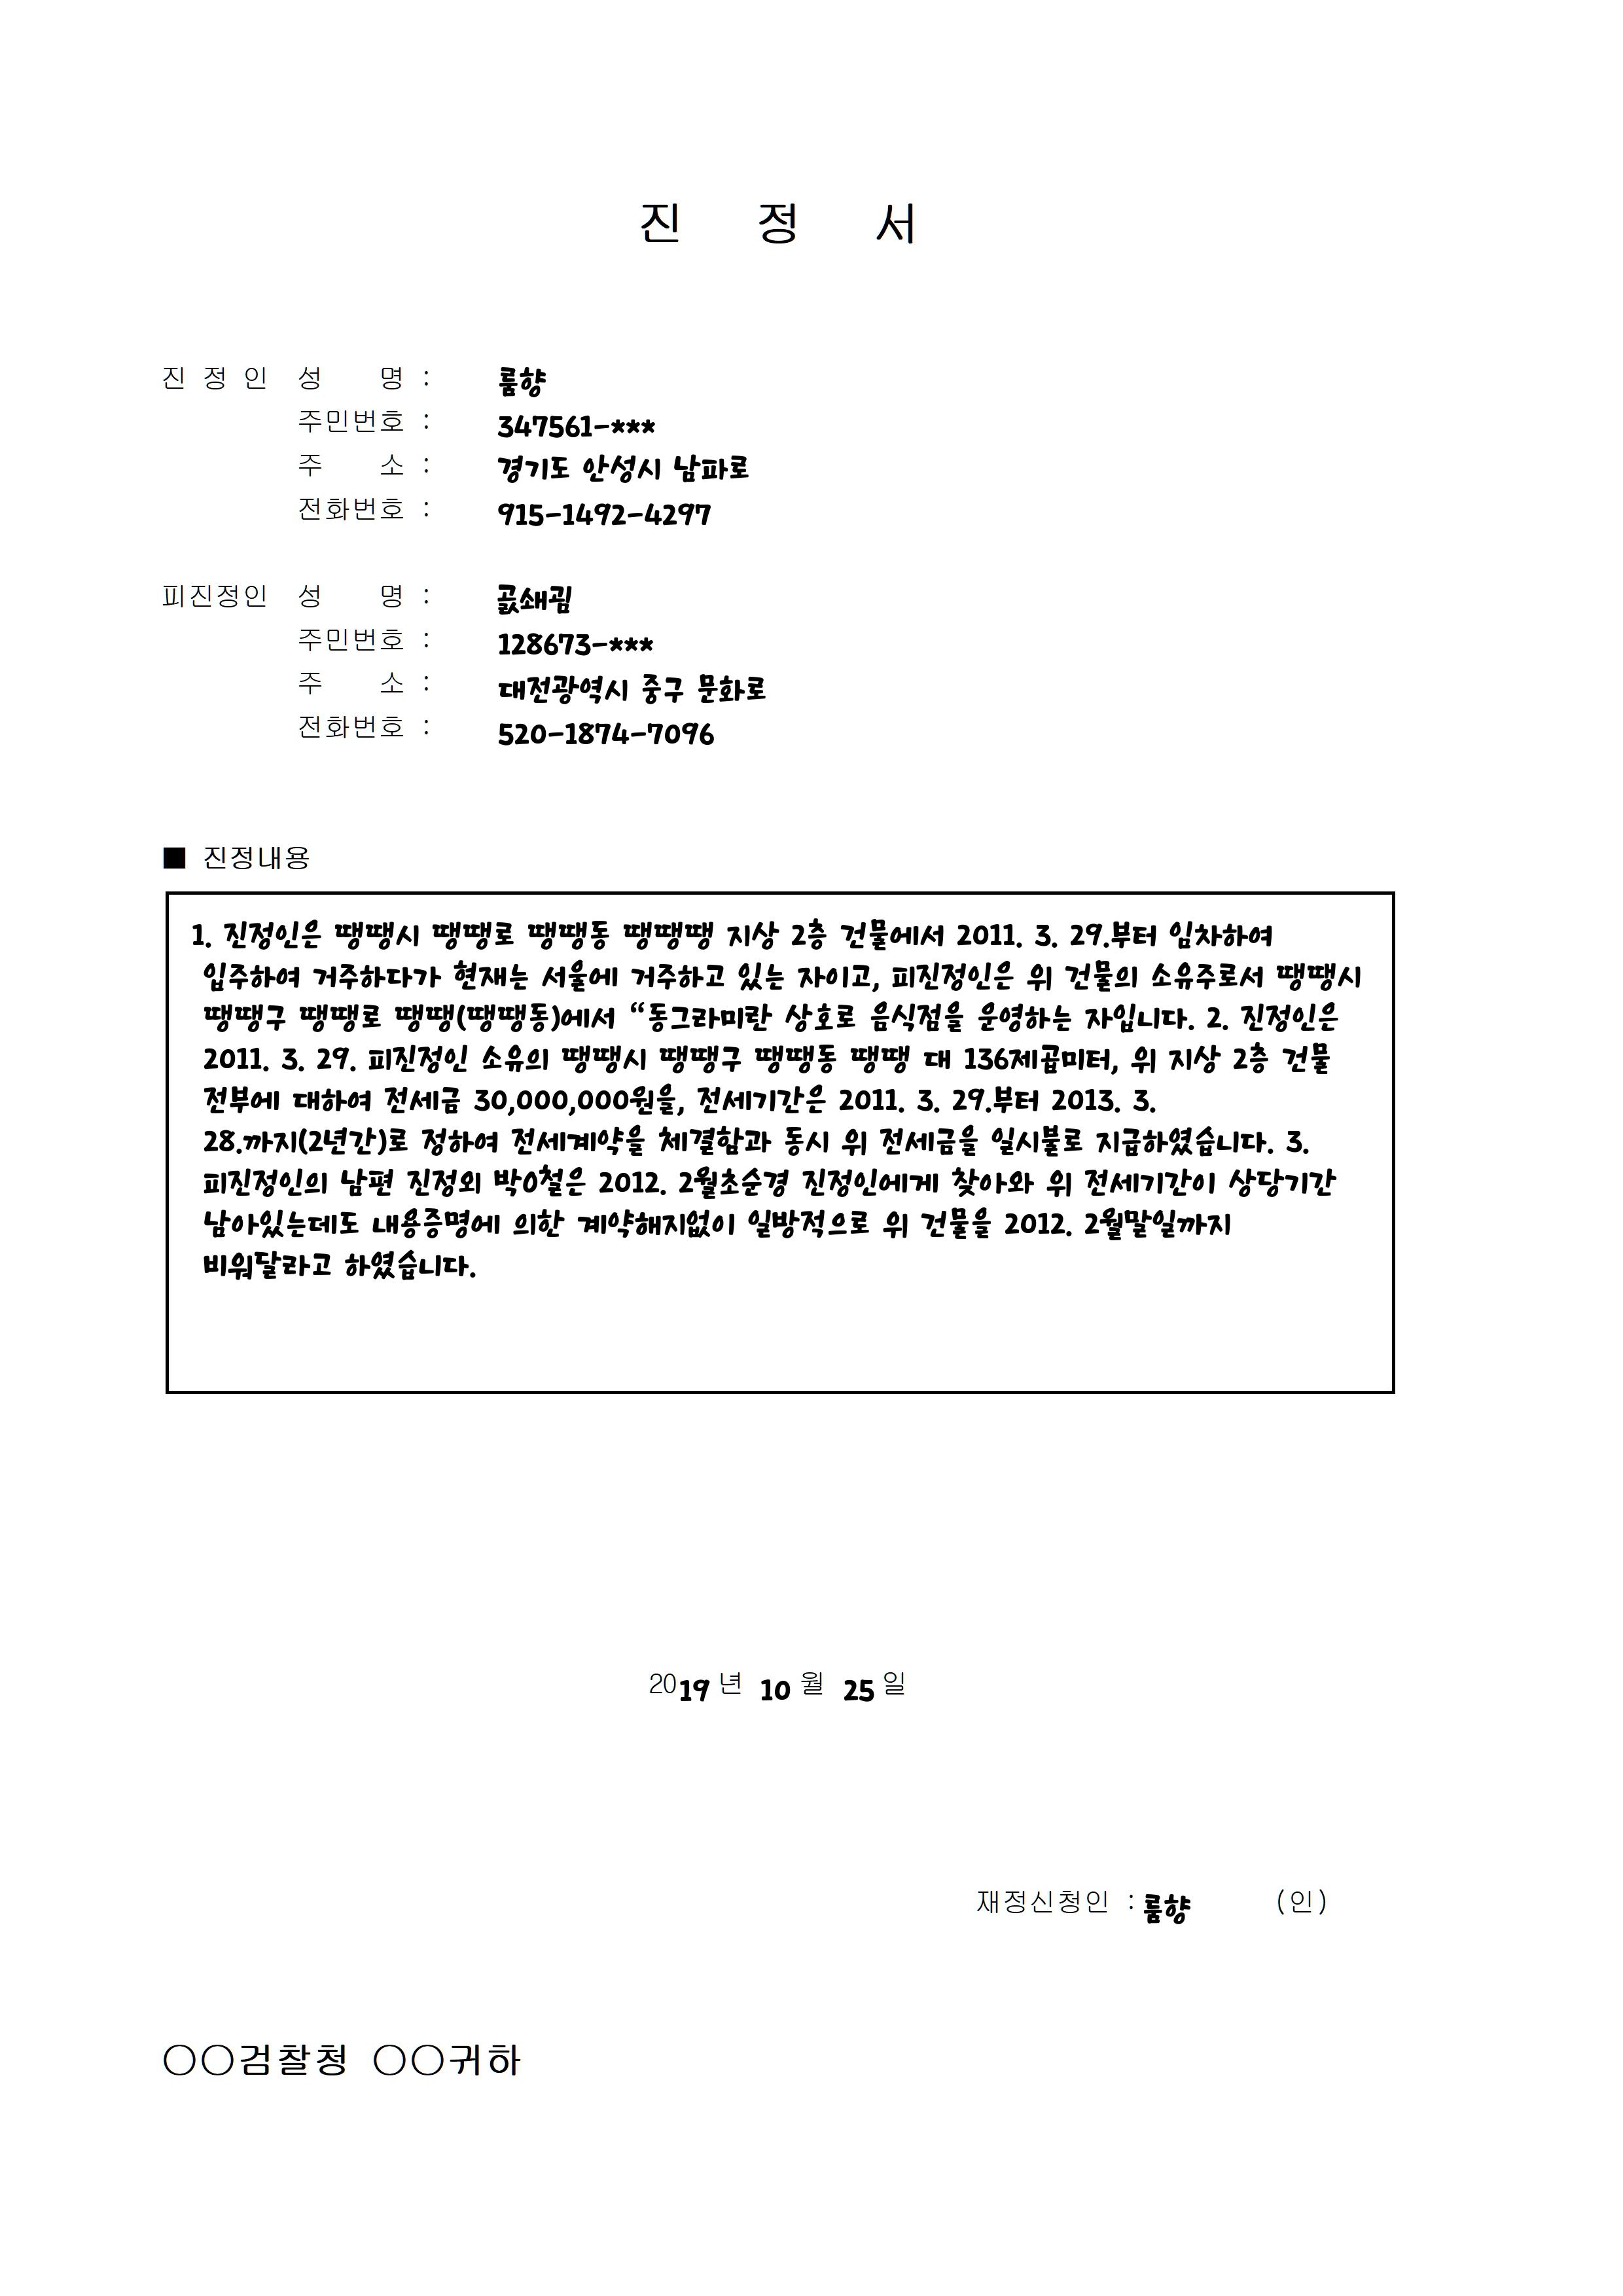 진 정 서
진 정 인 성 명 : 룸향
주민번호 : 347561-***
주 소 : 경기도 안성시 남파로
전화번호 : 915-1492-4297
피진정인 성 명 : 곬쇄굄
주민번호 : 128673-***
주 소 : 대전광역시 중구 문화로
전화번호 : 520-1874-7096
■ 진정내용
1. 진정인은 땡땡시 땡땡로 땡땡동 땡땡땡 지상 2층 건물에서 2011. 3. 29.부터 임차하여
입주하여 거주하다가 현재는 서울에 거주하고 있는 자이고, 피진정인은 위 건물의 소유주로서 땡땡시
땡땡구 땡땡로 땡땡(땡땡동)에서 “동그라미란 상호로 음식점을 운영하는 자입니다. 2. 진정인은
2011. 3. 29. 피진정인 소유의 땡땡시 땡땡구 땡땡동 땡땡 대 136제곱미터, 위 지상 2층 건물
전부에 대하여 전세금 30,000,000원을, 전세기간은 2011. 3. 29.부터 2013. 3.
28.까지(2년간)로 정하여 전세계약을 체결함과 동시 위 전세금을 일시불로 지급하였습니다. 3.
피진정인의 남편 진정외 박0철은 2012. 2월초순경 진정인에게 찾아와 위 전세기간이 상당기간
남아있는데도 내용증명에 의한 계약해지없이 일방적으로 위 건물을 2012. 2월말일까지
비워달라고 하였습니다.
2019 년 10 월 25 일
재정신청인 : 룸향 (인)
○○검찰청 ○○귀하